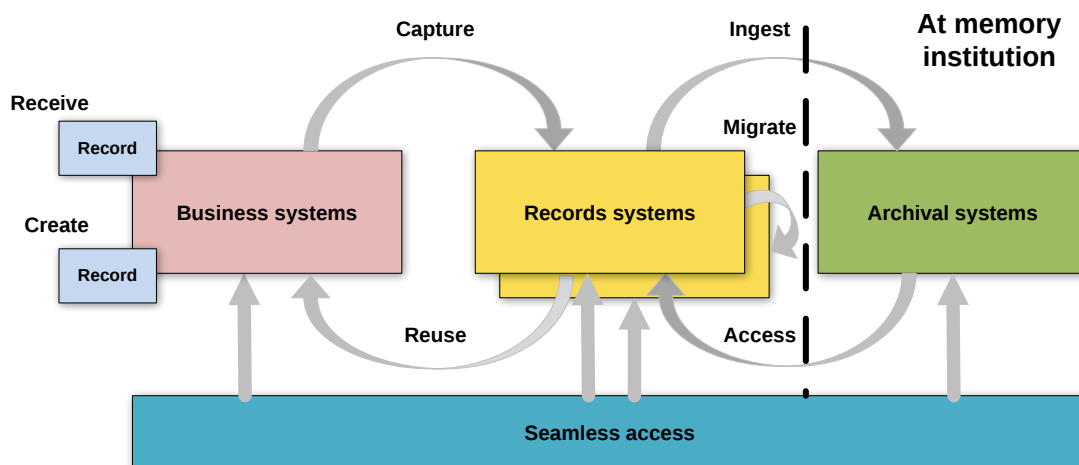 At memory
institution
Capture
Ingest
Receive
Record
Migrate
Business systems
Records systems
Archival systems
Create
Record
Reuse
Access
Seamless access